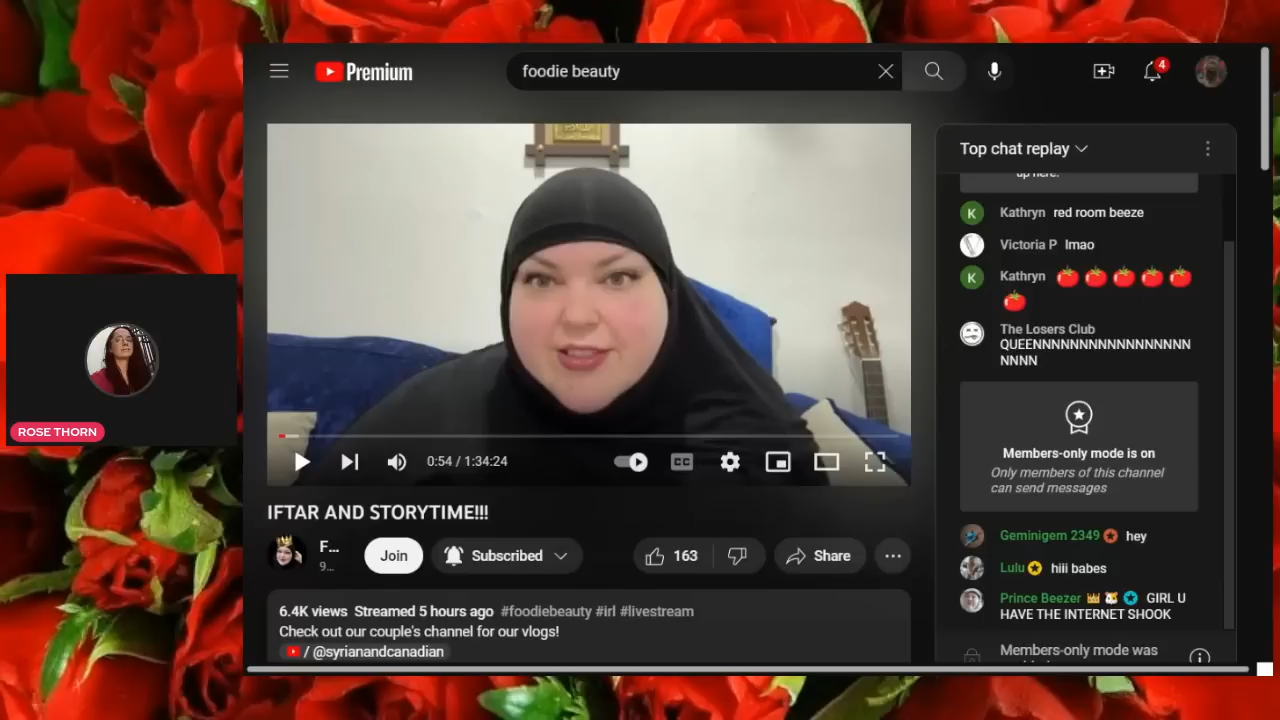 Premium
foodie beauty
4
Top chat replay
up here.
K Kathryn red room beeze
Victoria P lmao
K Kathryn 🍅🍅🍅🍅🍅
🍅
The Losers Club
QUEENNNNNNNNNNNNNNNNN
NNNN
Members-only mode is on
Only members of this channel
can send messages
Geminigem 2349 hey
Lulu hiii babes
Prince Beezer 👑 🐹 GIRL U
HAVE THE INTERNET SHOOK
Members-only mode was
0:54 / 1:34:24
CC
IFTAR AND STORYTIME!!!
F...
9...
Join
Subscribed
163
Share
6.4K views Streamed 5 hours ago #foodiebeauty #irl #livestream
Check out our couple's channel for our vlogs!
/ @syrianandcanadian
ROSE THORN